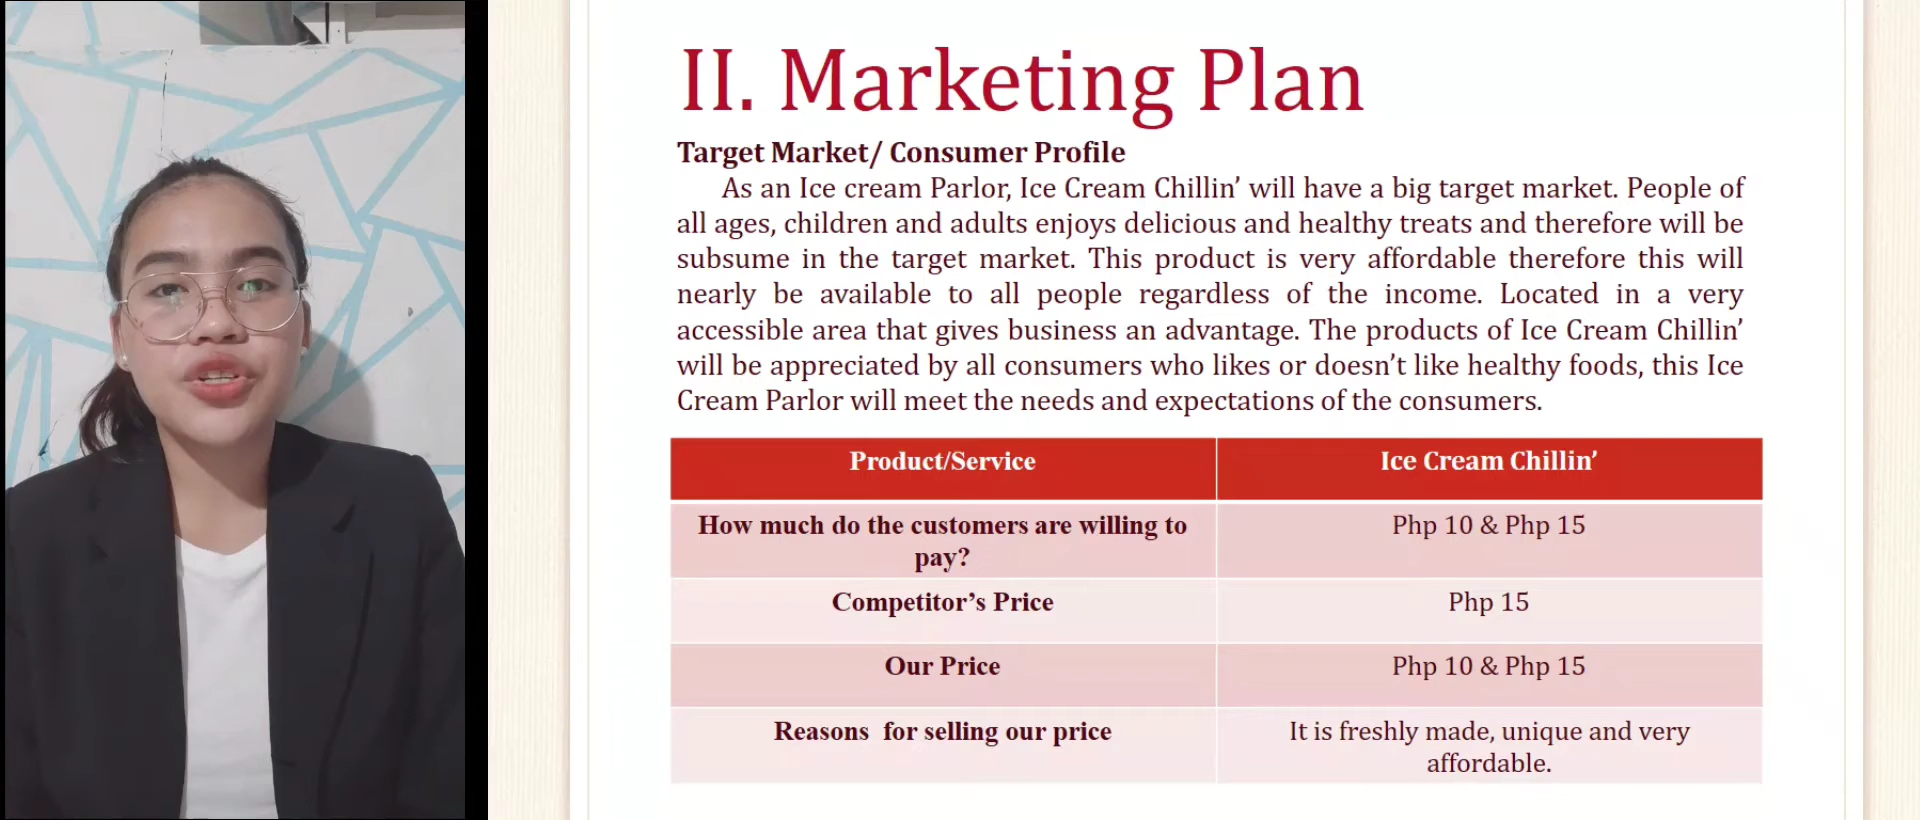 II. Marketing Plan
Target Market/ Consumer Profile
As an Ice cream Parlor, Ice Cream Chillin’ will have a big target market. People of
all ages, children and adults enjoys delicious and healthy treats and therefore will be
subsume in the target market. This product is very affordable therefore this will
nearly be available to all people regardless of the income. Located in a very
accessible area that gives business an advantage. The products of Ice Cream Chillin’
will be appreciated by all consumers who likes or doesn’t like healthy foods, this Ice
Cream Parlor will meet the needs and expectations of the consumers.
Product/Service
Ice Cream Chillin’
How much do the customers are willing to
pay?
Php 10 & Php 15
Competitor’s Price
Php 15
Our Price
Php 10 & Php 15
Reasons for selling our price
It is freshly made, unique and very
affordable.